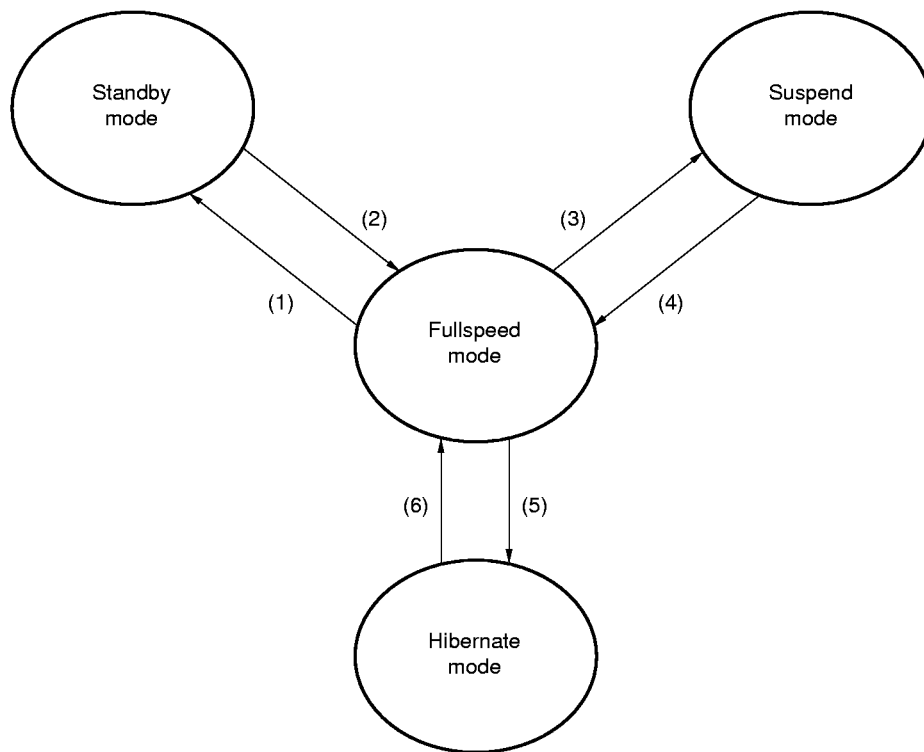 Standby
mode
Suspend
mode
(2)
(3)
(1)
(4)
Fullspeed
mode
(6)
(5)
Hibernate
mode